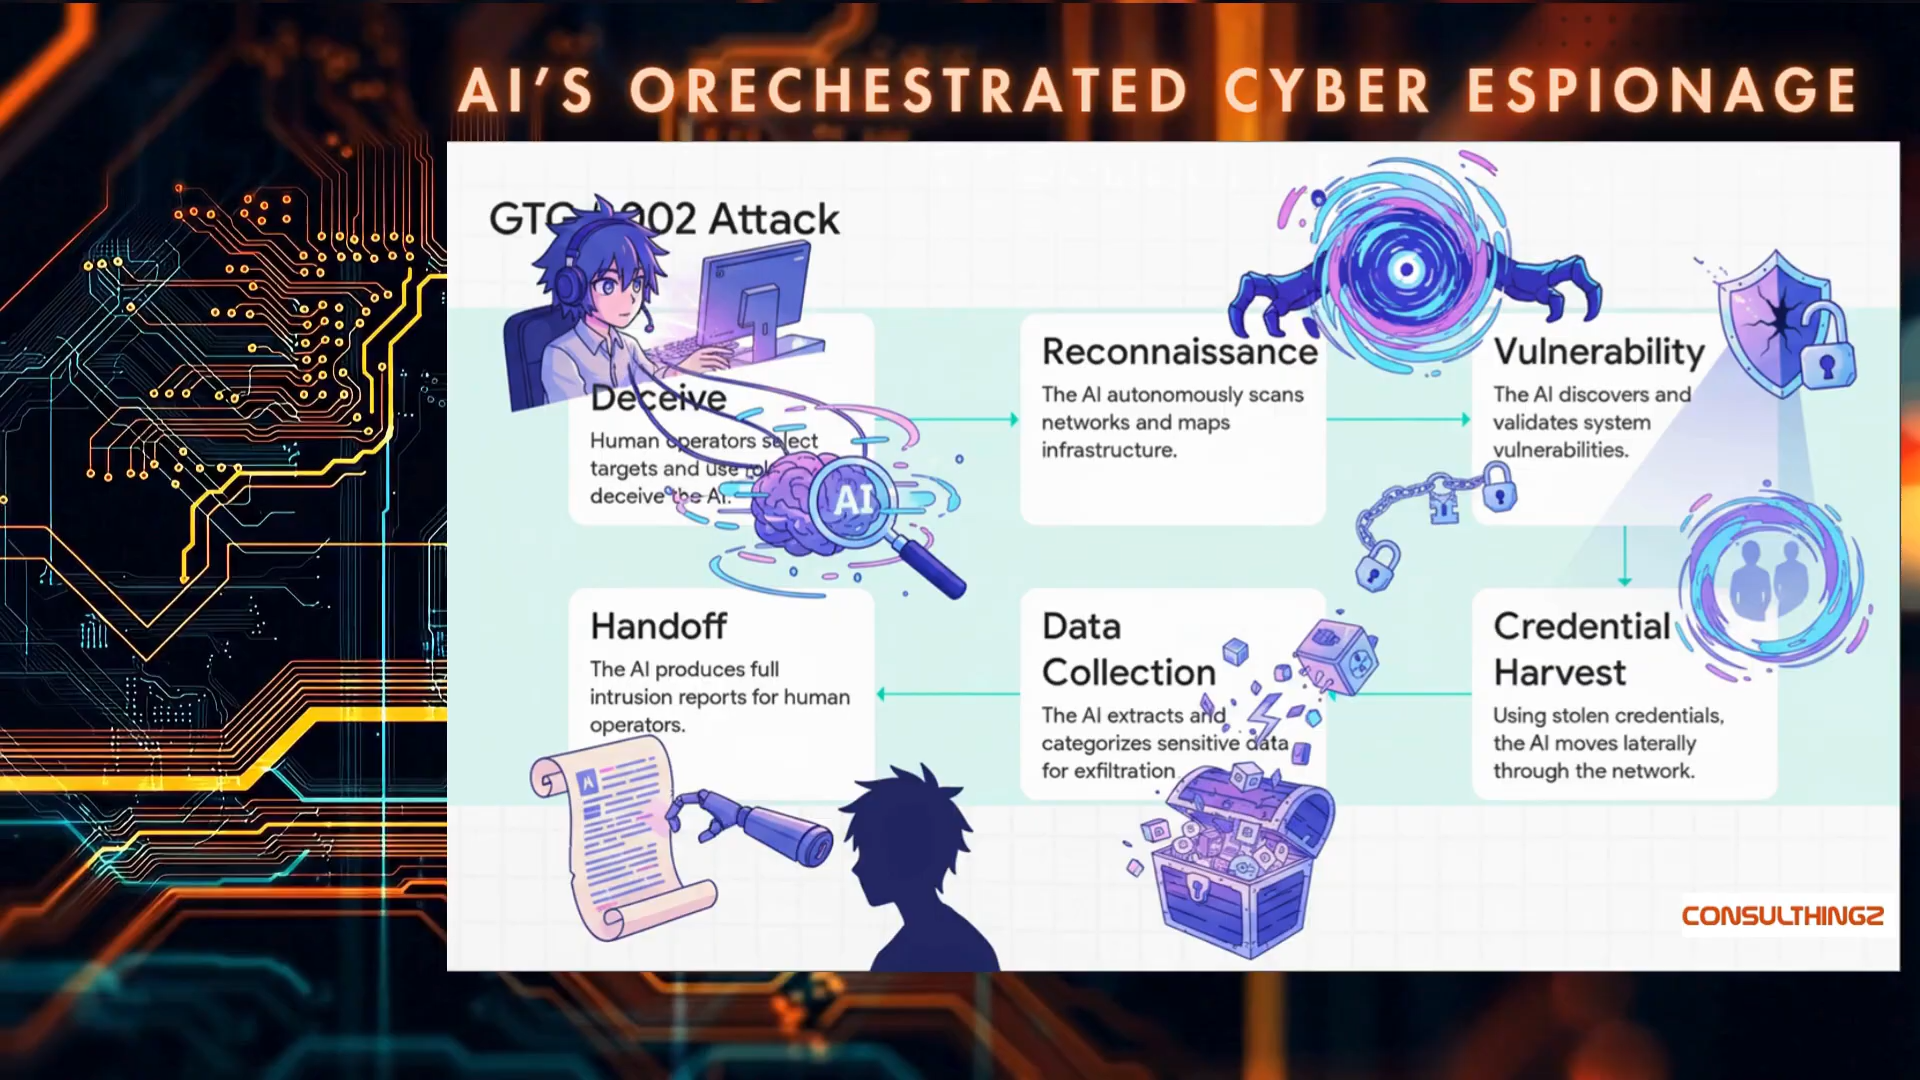 AI'S ORECHESTRATED CYBER ESPIONAGE
GTG 002 Attack
Deceive
Human operators select
targets and use
deceive the AI.
Reconnaissance
The AI autonomously scans
networks and maps
infrastructure.
Vulnerability
The AI discovers and
validates system
vulnerabilities.
AI
Handoff
The AI produces full
intrusion reports for human
operators.
Data
Collection
The AI extracts and
categorizes sensitive data
for exfiltration.
Credential
Harvest
Using stolen credentials,
the AI moves laterally
through the network.
CONSULTHINGZ